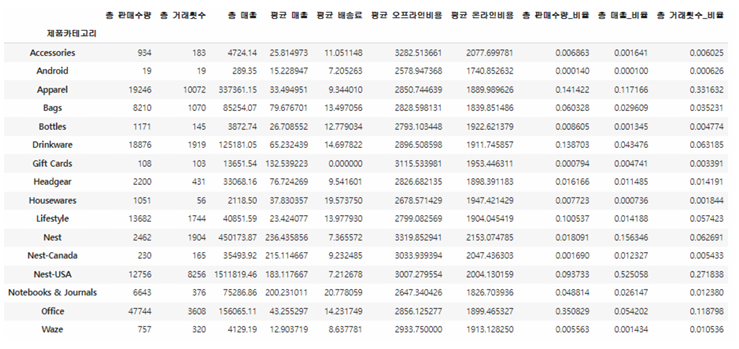 총 판매수량 총 거래횟수 총 매출 평균 매출 평균 배송료 평균 오프라인비용 평균 온라인비용 총 판매수량_비율 총 매출_비율 총 거래횟수_비율
제품카테고리
Accessories 934 183 4724.14 25.814973 11.051148 3282.513661 2077.699781 0.006863 0.001641 0.006025
Android 19 19 289.35 15.228947 7.205263 2578.947368 1740.852632 0.000140 0.000100 0.000626
Apparel 19246 10072 337361.15 33.494951 9.344010 2850.744639 1889.989626 0.141422 0.117166 0.331632
Bags 8210 1070 85254.07 79.676701 13.497056 2828.598131 1839.851486 0.060328 0.029609 0.035231
Bottles 1171 145 3872.74 26.708552 12.779034 2793.103448 1922.621379 0.008605 0.001345 0.004774
Drinkware 18876 1919 125181.05 65.232439 14.697822 2896.508598 1911.745857 0.138703 0.043476 0.063185
Gift Cards 108 103 13651.54 132.539223 0.000000 3115.533981 1953.446311 0.000794 0.004741 0.003391
Headgear 2200 431 33068.16 76.724269 9.541601 2826.682135 1898.391183 0.016166 0.011485 0.014191
Housewares 1051 56 2118.50 37.830357 19.573750 2678.571429 1947.421429 0.007723 0.000736 0.001844
Lifestyle 13682 1744 40851.59 23.424077 13.977930 2799.082569 1904.045419 0.100537 0.014188 0.057423
Nest 2462 1904 450173.87 236.435856 7.365572 3319.852941 2153.074785 0.018091 0.156346 0.062691
Nest-Canada 230 165 35493.92 215.114667 9.232485 3033.939394 2047.436303 0.001690 0.012327 0.005433
Nest-USA 12756 8256 1511819.46 183.117667 7.212678 3007.279554 2004.130159 0.093733 0.525058 0.271838
Notebooks & Journals 6643 376 75286.86 200.231011 20.778059 2647.340426 1826.703936 0.048814 0.026147 0.012380
Office 47744 3608 156065.11 43.255297 14.231749 2856.125277 1899.465327 0.350829 0.054202 0.118798
Waze 757 320 4129.19 12.903719 8.637781 2933.750000 1913.128250 0.005563 0.001434 0.010536